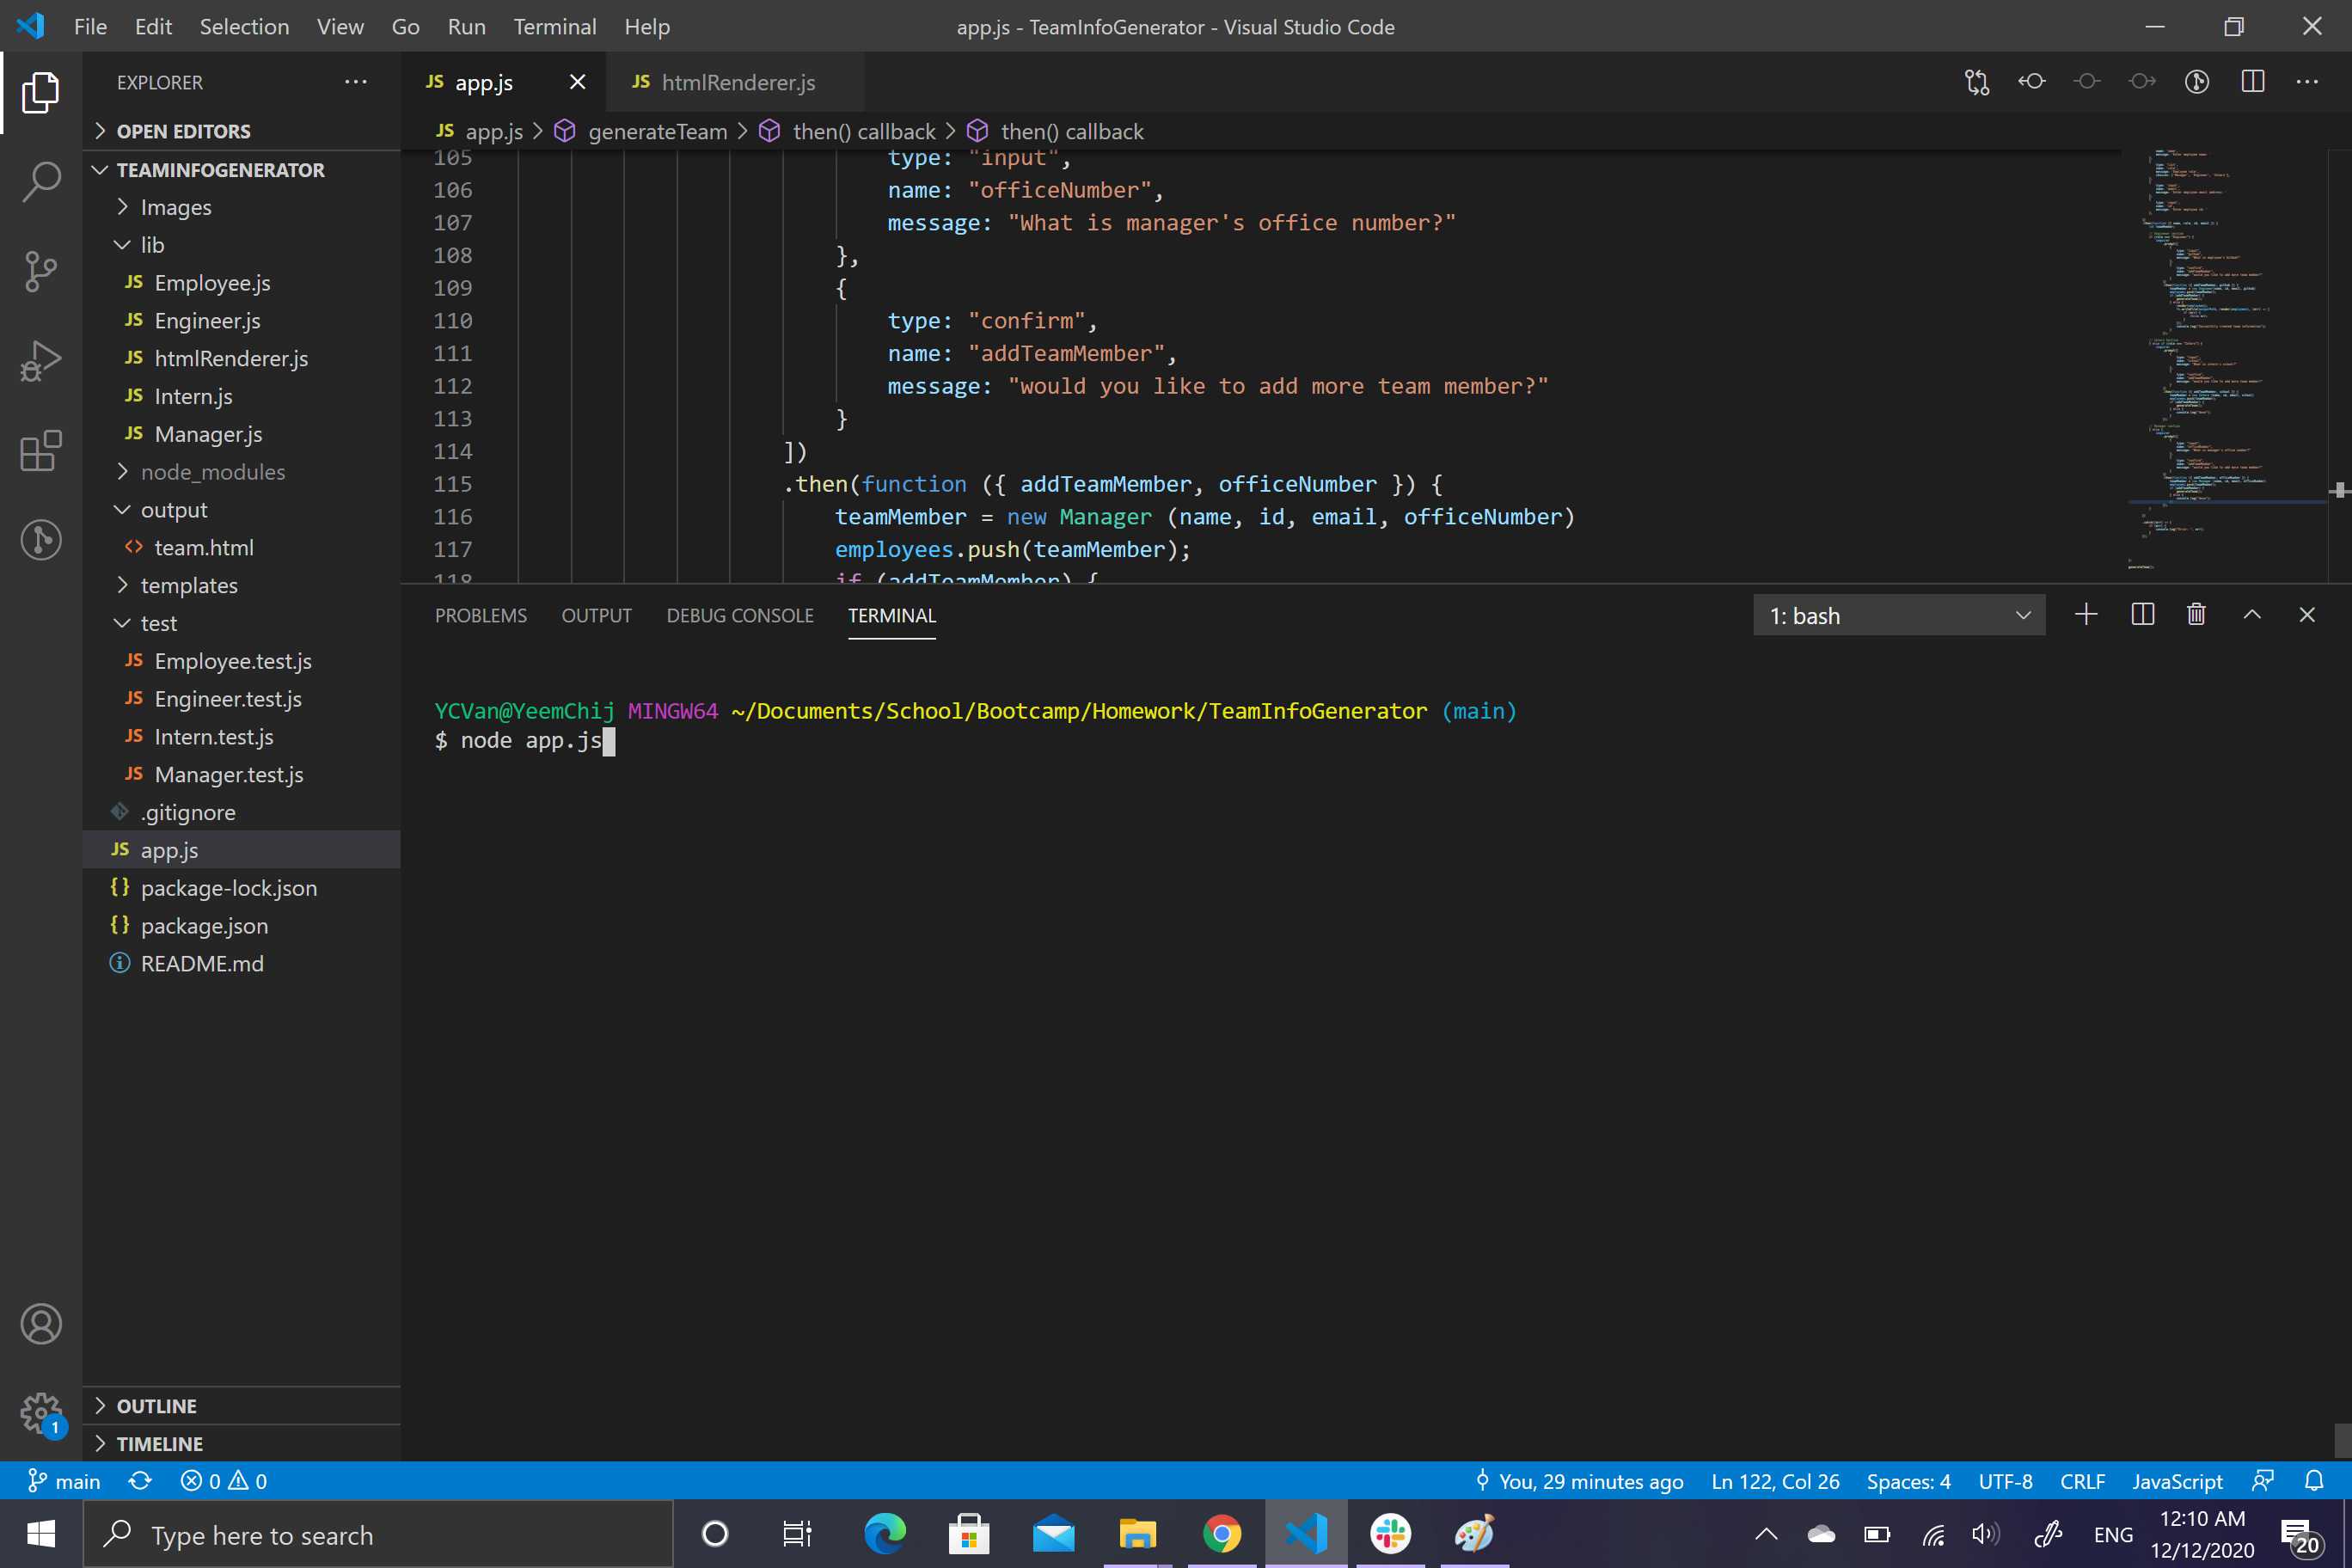 File Edit Selection View Go Run Terminal Help
app.js - TeamInfoGenerator - Visual Studio Code
EXPLORER
JS app.js
JS htmlRenderer.js
OPEN EDITORS
JS app.js > generateTeam > then() callback > then() callback
TEAMINFOGENERATOR
Images
lib
JS Employee.js
JS Engineer.js
JS htmlRenderer.js
JS Intern.js
JS Manager.js
node_modules
output
<> team.html
templates
test
JS Employee.test.js
JS Engineer.test.js
JS Intern.test.js
JS Manager.test.js
.gitignore
JS app.js
{} package-lock.json
{} package.json
README.md
OUTLINE
TIMELINE
105 type: "input",
106 name: "officeNumber",
107 message: "What is manager's office number?"
108 },
109 {
110 type: "confirm",
111 name: "addTeamMember",
112 message: "would you like to add more team member?"
113 }
114 ])
115 .then(function ({ addTeamMember, officeNumber }) {
116 teamMember = new Manager (name, id, email, officeNumber)
117 employees.push(teamMember);
118 if (addTeamMember) {
PROBLEMS OUTPUT DEBUG CONSOLE TERMINAL
1: bash
YCVan@YeemChij MINGW64 ~/Documents/School/Bootcamp/Homework/TeamInfoGenerator (main)
$ node app.js
1
main 0 0
You, 29 minutes ago Ln 122, Col 26 Spaces: 4 UTF-8 CRLF JavaScript
Type here to search
ENG
12:10 AM
12/12/2020
20